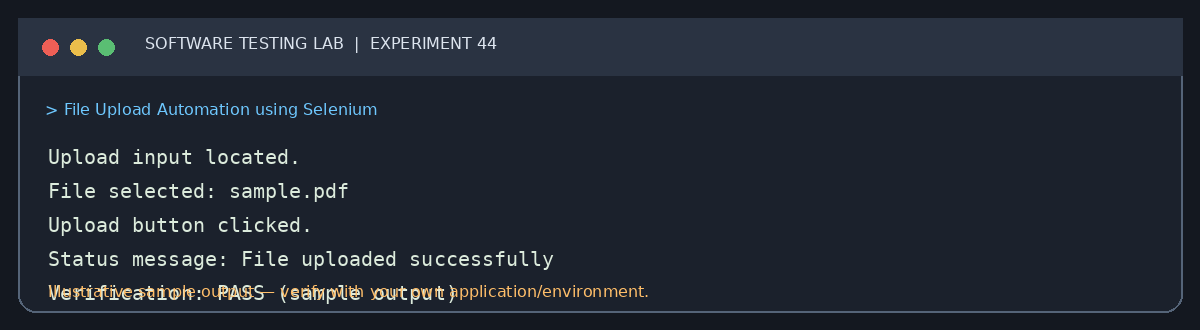 SOFTWARE TESTING LAB | EXPERIMENT 44
> File Upload Automation using Selenium
Upload input located.
File selected: sample.pdf
Upload button clicked.
Status message: File uploaded successfully
Verification: PASS (sample output)
Illustrative sample output — verify with your own application/environment.